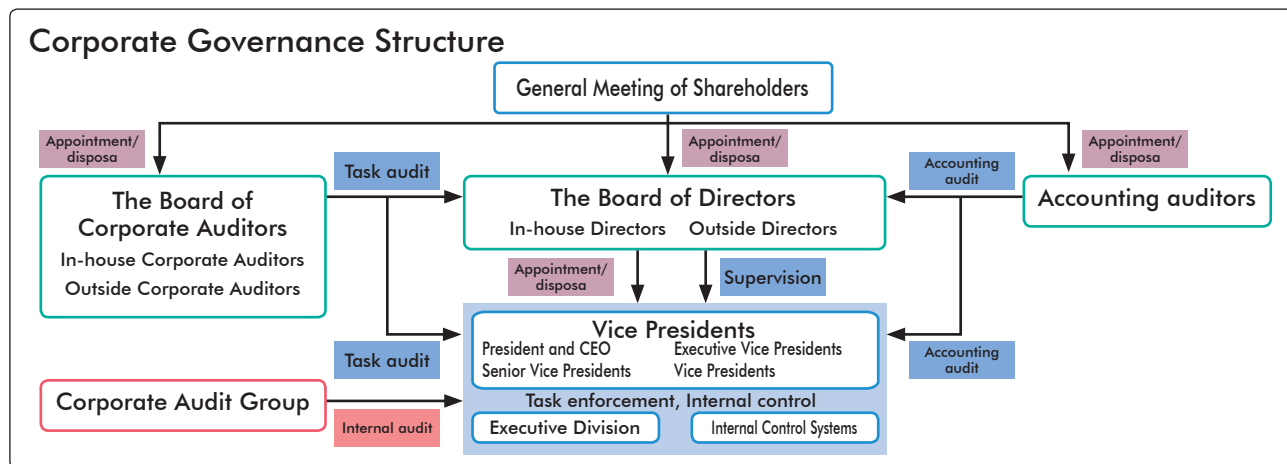 Corporate Governance Structure
General Meeting of Shareholders
Appointment/
disposa
Appointment/
disposa
Appointment/
disposa
Task audit
Accounting
audit
The Board of
Corporate Auditors
In-house Corporate Auditors
Outside Corporate Auditors
The Board of Directors
In-house Directors Outside Directors
Accounting auditors
Appointment/
disposa
Supervision
Task audit
Vice Presidents
President and CEO Executive Vice Presidents
Senior Vice Presidents Vice Presidents
Accounting
audit
Corporate Audit Group
Internal audit
Task enforcement, Internal control
Executive Division
Internal Control Systems